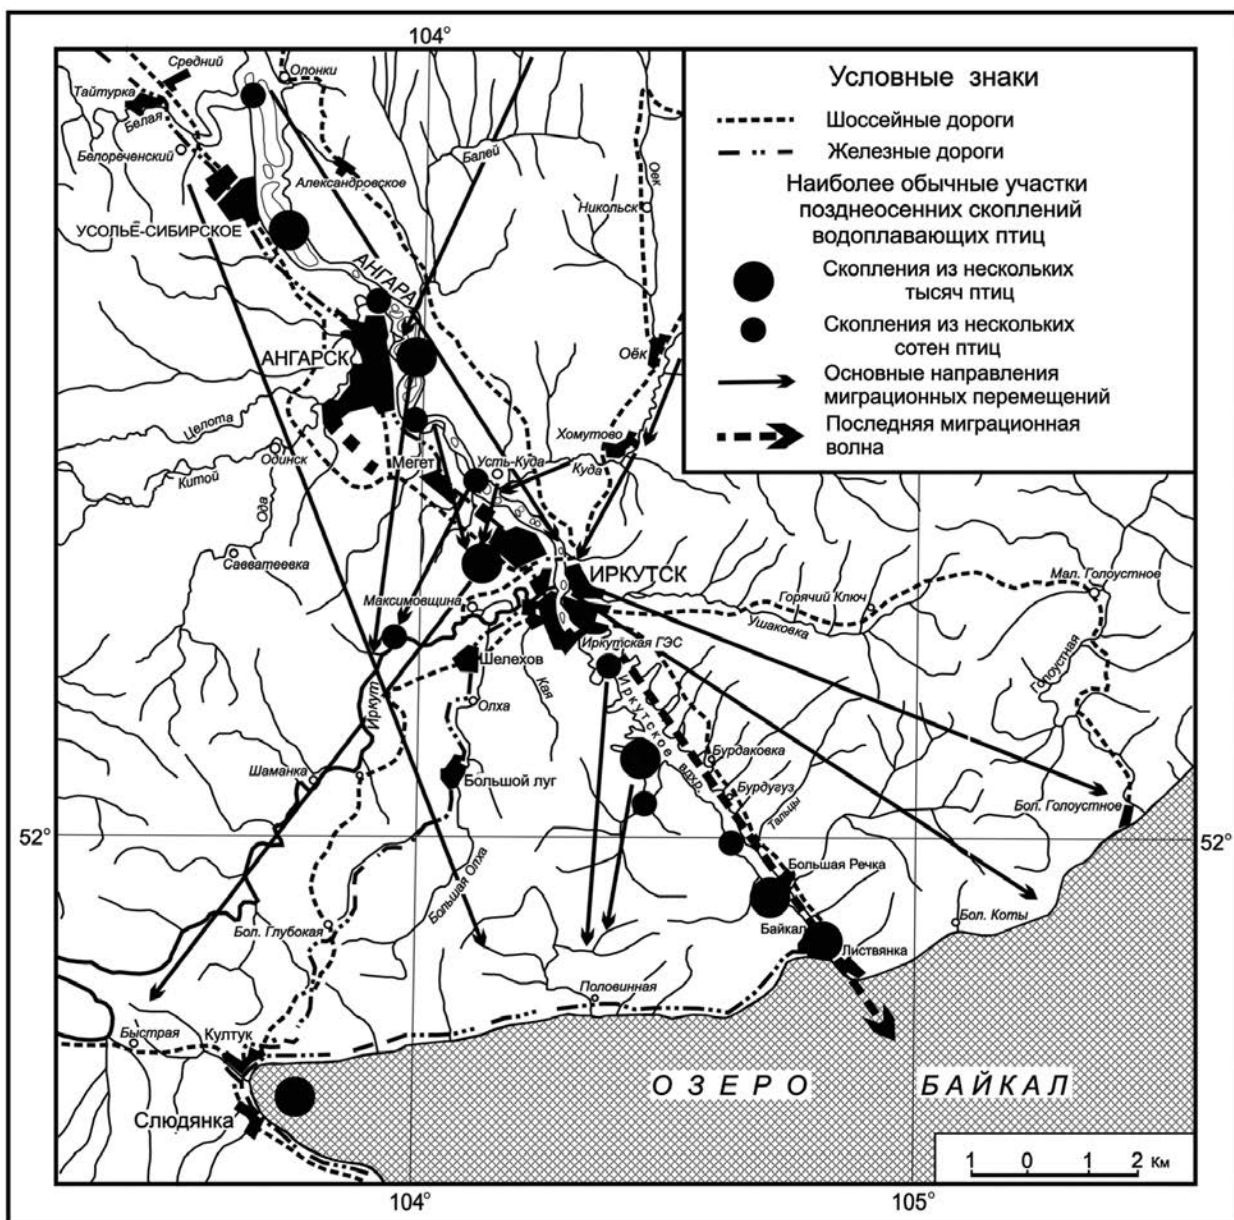 104°
Условные знаки
Шоссейные дороги
Железные дороги
Наиболее обычные участки
позднеосенних скоплений
водоплавающих птиц
Скопления из нескольких
тысяч птиц
Скопления из нескольких
сотен птиц
Основные направления
миграционных перемещений
Последняя миграционная
волна
Средний
Олонки
Тайтурка
Белая
Белореченский
Александровское
Балей
Оек
Никольск
УСОЛЬЕ-СИБИРСКОЕ
АНГАРА
АНГАРСК
Оёк
Целота
Китой
Одинск
Ода
Мегет
Усть-Куда
Хомутово
Куда
Савватеевка
ИРКУТСК
Максимовщина
Горячий Ключ
Мал. Голоустное
Ушаковка
Голоустная
Иркутская ГЭС
Шелехов
Иркут
Кая
Олха
Иркутское вдхр.
Шаманка
Большой луг
Бурдаковка
Бурдугуз
Тальцы
Бол. Голоустное
52°
52°
Большая Олха
Большая Речка
Бол. Глубокая
Байкал
Листвянка
Бол. Коты
Половинная
Быстрая
Култук
Слюдянка
ОЗЕРО БАЙКАЛ
1 0 1 2 Км
104°
105°